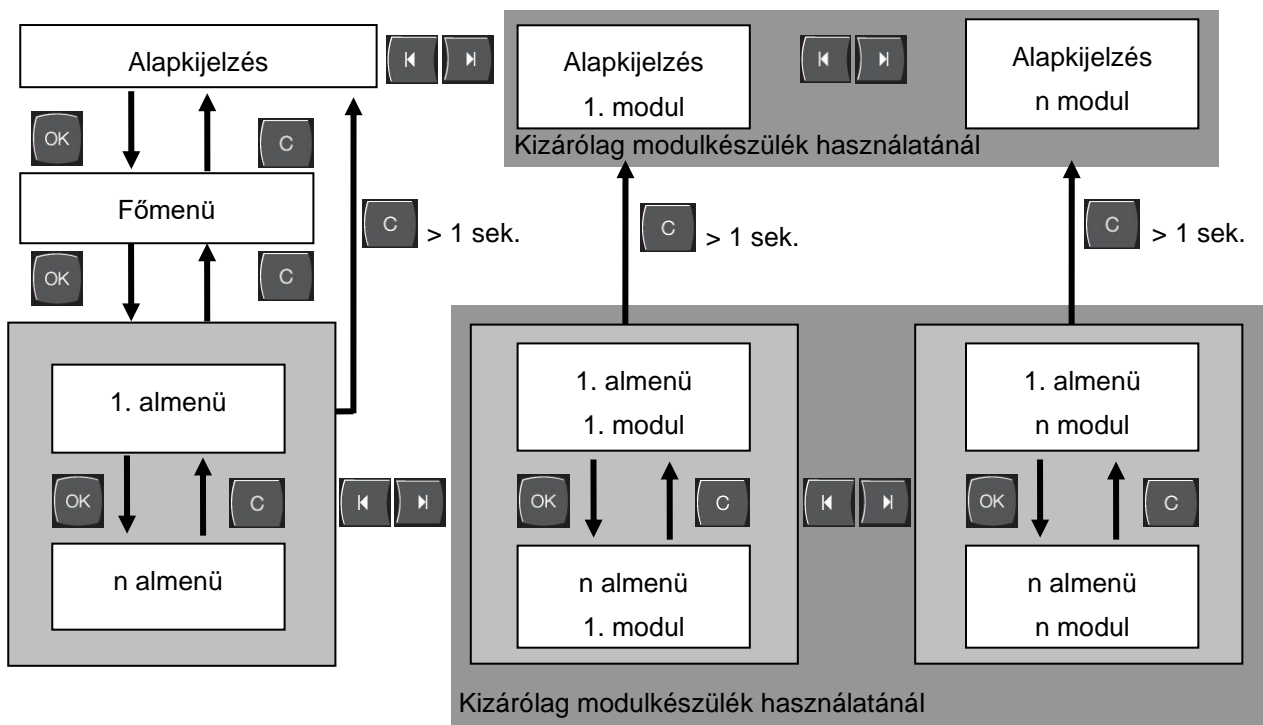 Alapkijelzés
Alapkijelzés
1. modul
Alapkijelzés
n modul
Kizárólag modulkészülék használatánál
OK
C
Főmenü
C
> 1 sek.
C
> 1 sek.
C
> 1 sek.
OK
C
1. almenü
1. almenü
1. modul
1. almenü
n modul
OK
C
OK
C
OK
C
n almenü
n almenü
1. modul
n almenü
n modul
Kizárólag modulkészülék használatánál